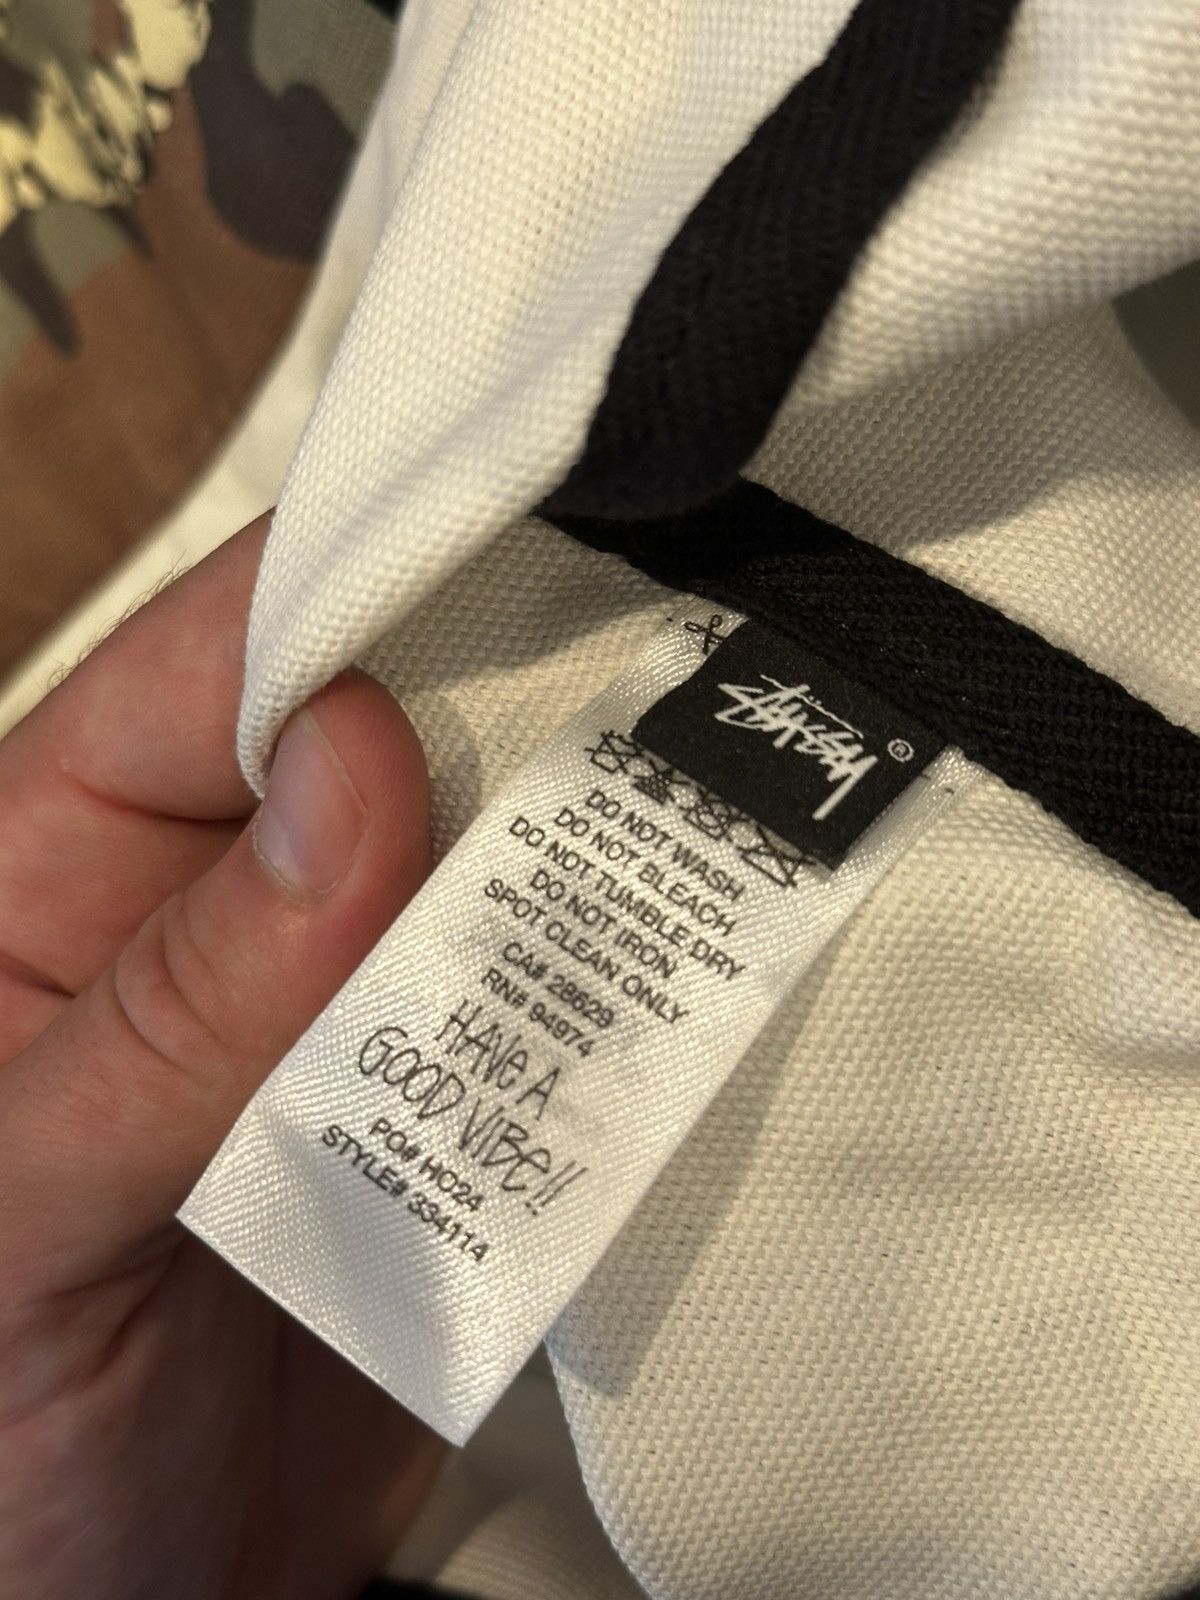 Stüssy ®
DO NOT WASH
DO NOT BLEACH
DO NOT TUMBLE DRY
DO NOT IRON
SPOT CLEAN ONLY
CA# 28629
RN# 94974
HAVE A
GOOD VIBE!!
PO# HO24
STYLE# 334114